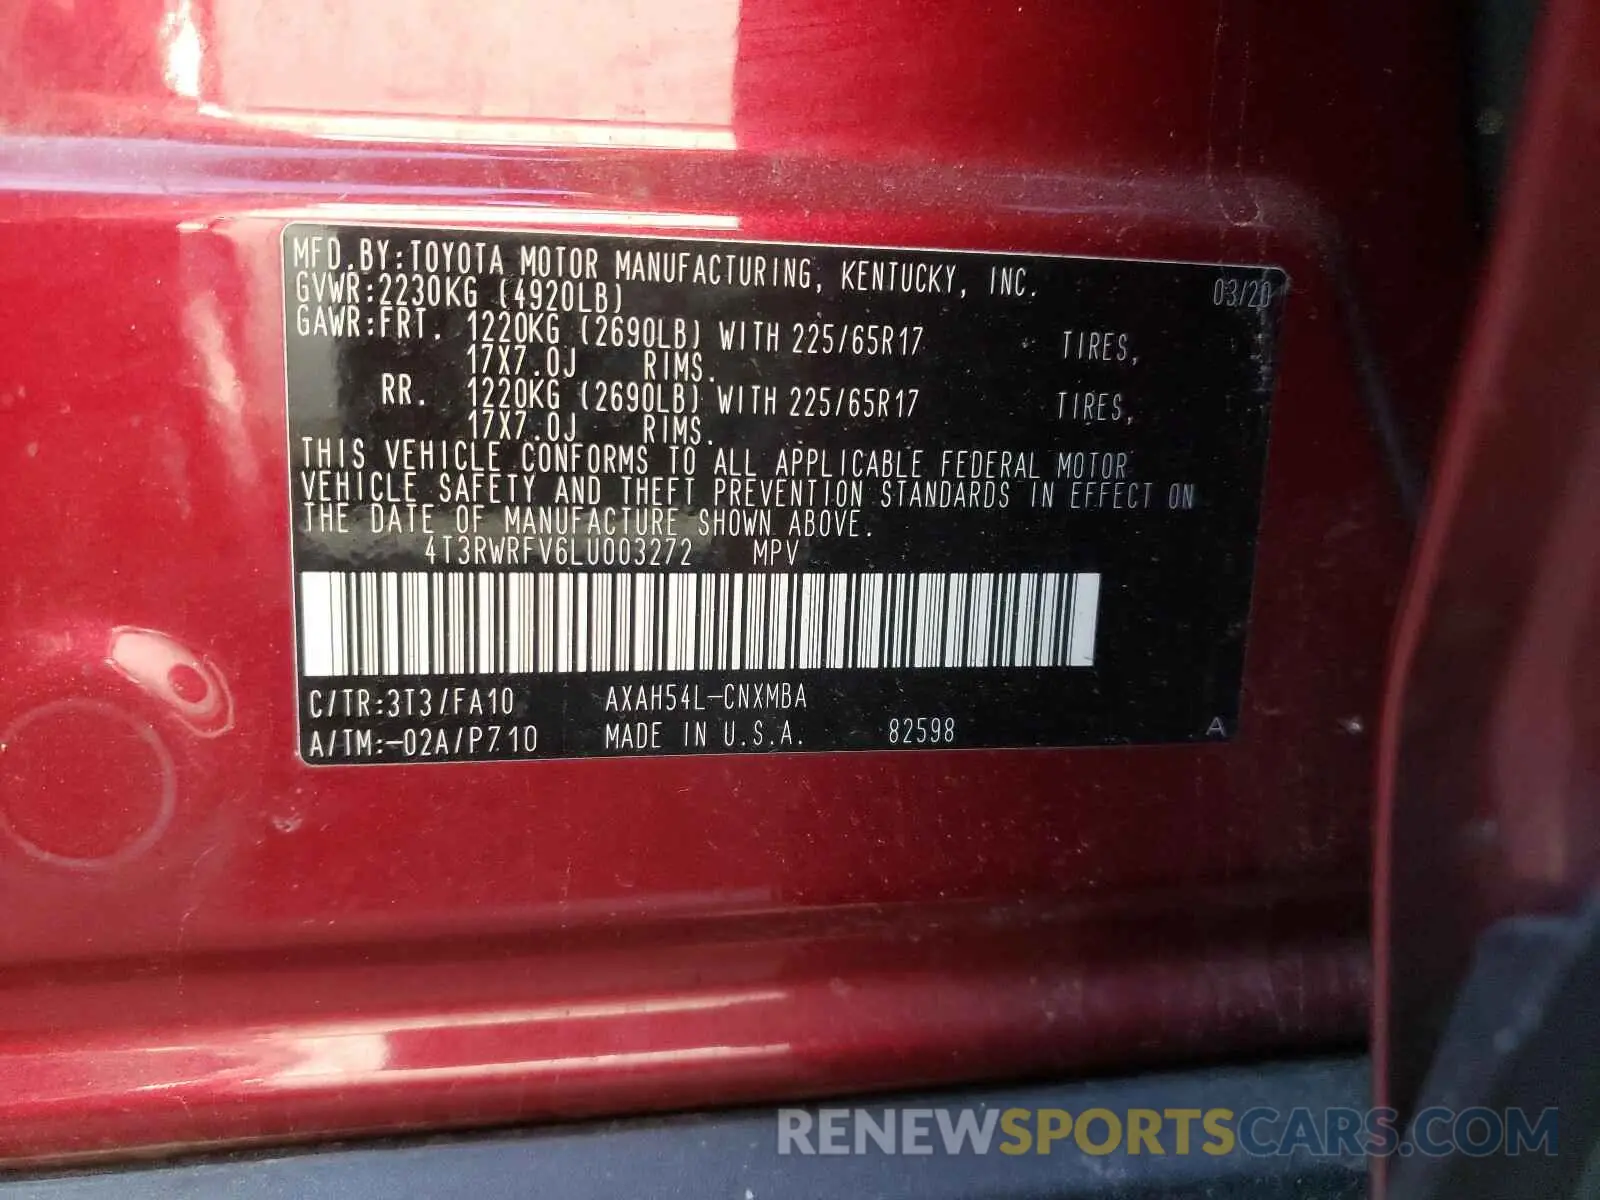 MFD.BY:TOYOTA MOTOR MANUFACTURING, KENTUCKY, INC. 03/20
GVWR:2230KG (4920LB)
GAWR:FRT. 1220KG (2690LB) WITH 225/65R17 TIRES,
17X7.0J RIMS.
RR. 1220KG (2690LB) WITH 225/65R17 TIRES,
17X7.0J RIMS.
THIS VEHICLE CONFORMS TO ALL APPLICABLE FEDERAL MOTOR
VEHICLE SAFETY AND THEFT PREVENTION STANDARDS IN EFFECT ON
THE DATE OF MANUFACTURE SHOWN ABOVE.
4T3RWRFV6LU003272 MPV
C/TR:3T3/FA10 AXAH54L-CNXMBA
A/TM:-02A/P710 MADE IN U.S.A. 82598 A
RENEWSPORTSCARS.COM